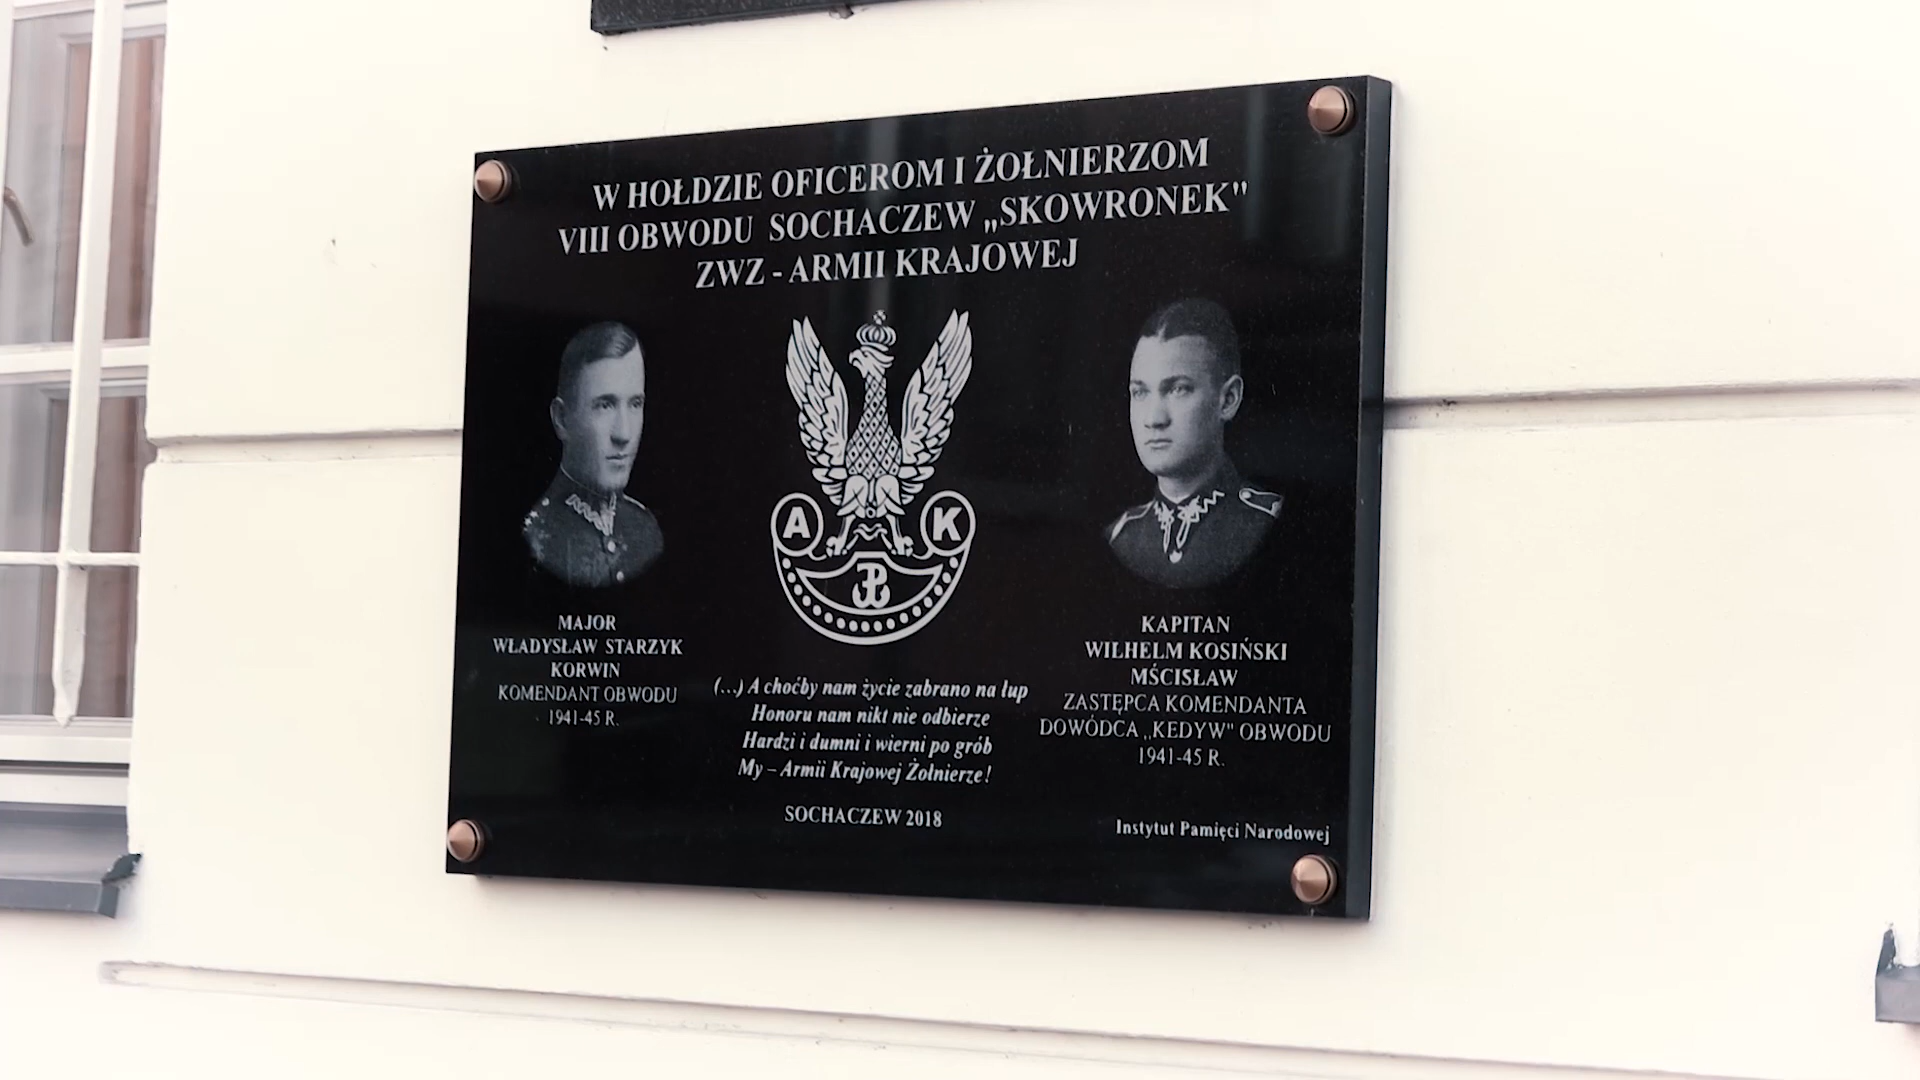 W HOŁDZIE OFICEROM I ŻOŁNIERZOM
VIII OBWODU SOCHACZEW „SKOWRONEK"
ZWZ - ARMII KRAJOWEJ
A K
PW
MAJOR
WŁADYSŁAW STARZYK
KORWIN
KOMENDANT OBWODU
1941-45 R.
(...) A choćby nam życie zabrano na łup
Honoru nam nikt nie odbierze
Hardzi i dumni i wierni po grób
My – Armii Krajowej Żołnierze!
SOCHACZEW 2018
KAPITAN
WILHELM KOSIŃSKI
MŚCISŁAW
ZASTĘPCA KOMENDANTA
DOWÓDCA „KEDYW" OBWODU
1941-45 R.
Instytut Pamięci Narodowej